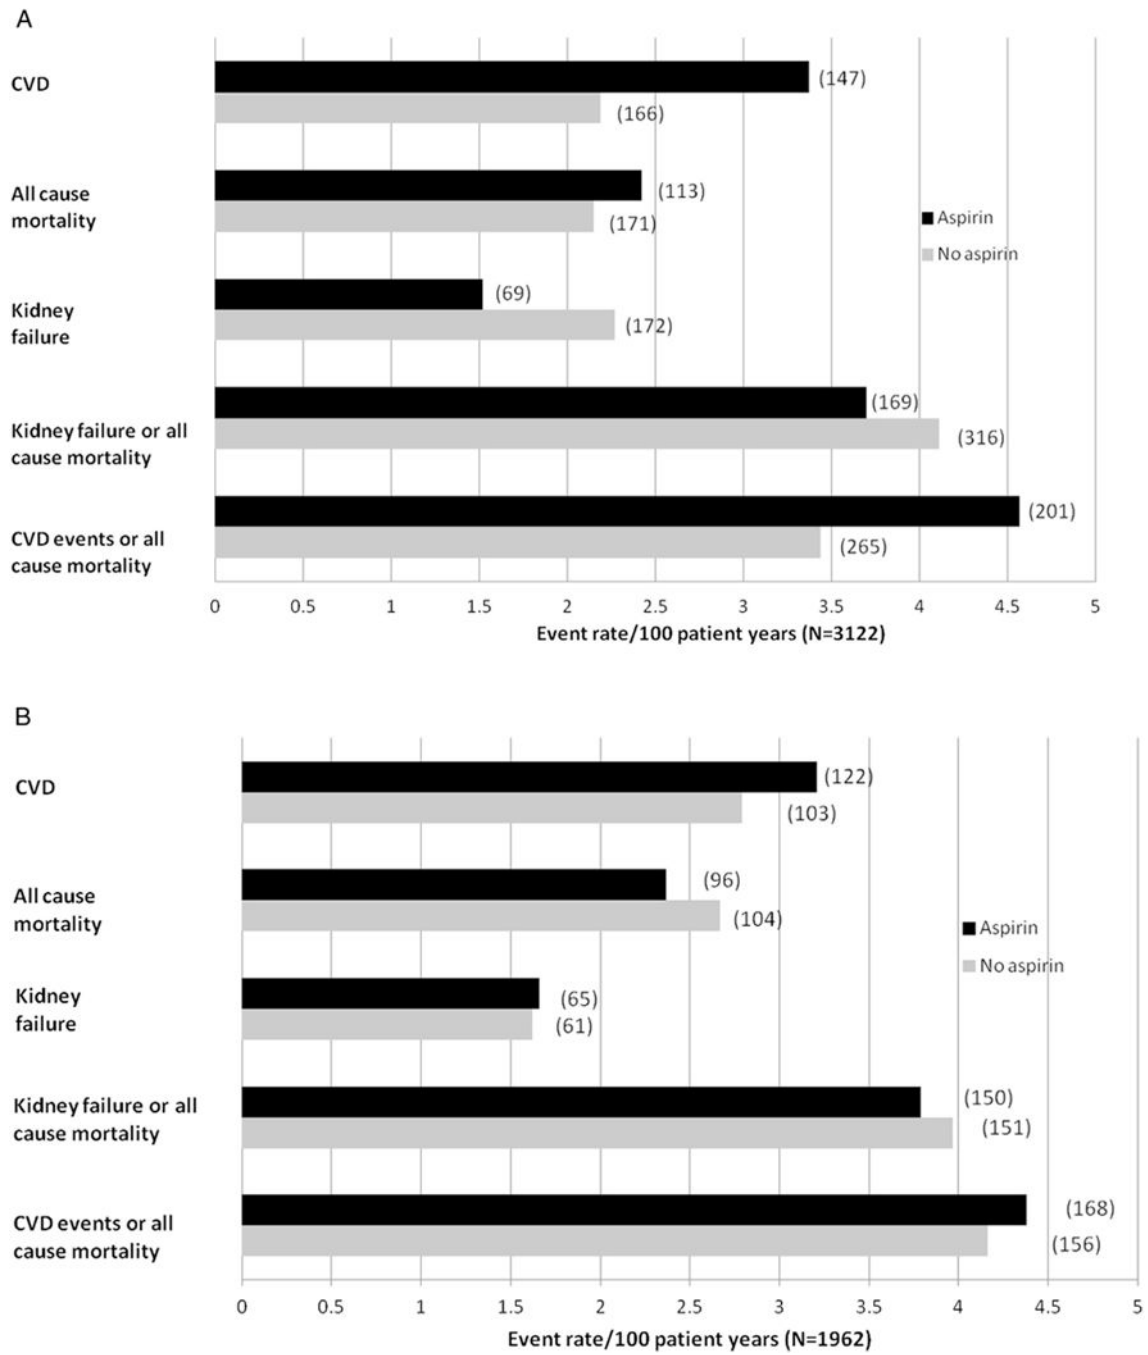 A
CVD
(147)
(166)
All cause
mortality
(113)
(171)
Aspirin
No aspirin
Kidney
failure
(69)
(172)
Kidney failure or all
cause mortality
(169)
(316)
CVD events or all
cause mortality
(201)
(265)
0 0.5 1 1.5 2 2.5 3 3.5 4 4.5 5
Event rate/100 patient years (N=3122)
B
CVD
(122)
(103)
All cause
mortality
(96)
(104)
Aspirin
No aspirin
Kidney
failure
(65)
(61)
Kidney failure or all
cause mortality
(150)
(151)
CVD events or all
cause mortality
(168)
(156)
0 0.5 1 1.5 2 2.5 3 3.5 4 4.5 5
Event rate/100 patient years (N=1962)